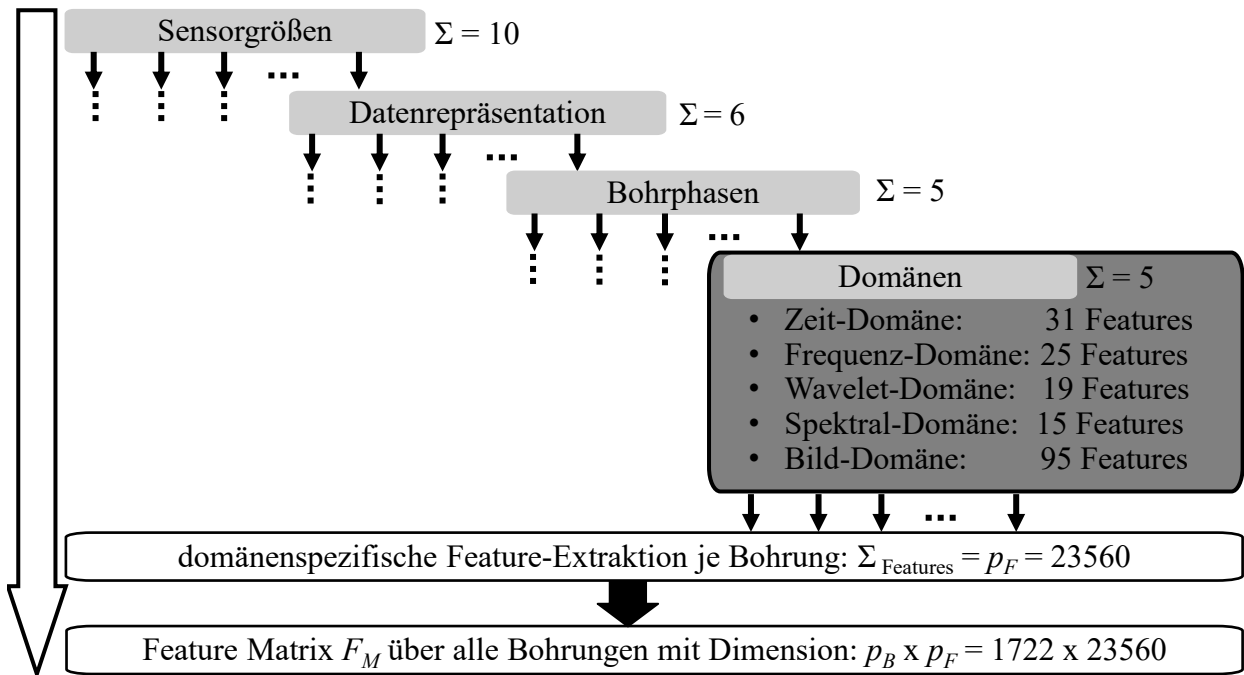 Sensorgrößen Σ = 10
...
Datenrepräsentation Σ = 6
...
Bohrphasen Σ = 5
...
Domänen Σ = 5
• Zeit-Domäne: 31 Features
• Frequenz-Domäne: 25 Features
• Wavelet-Domäne: 19 Features
• Spektral-Domäne: 15 Features
• Bild-Domäne: 95 Features
...
domänenspezifische Feature-Extraktion je Bohrung: Σ Features = pF = 23560
Feature Matrix FM über alle Bohrungen mit Dimension: pB x pF = 1722 x 23560